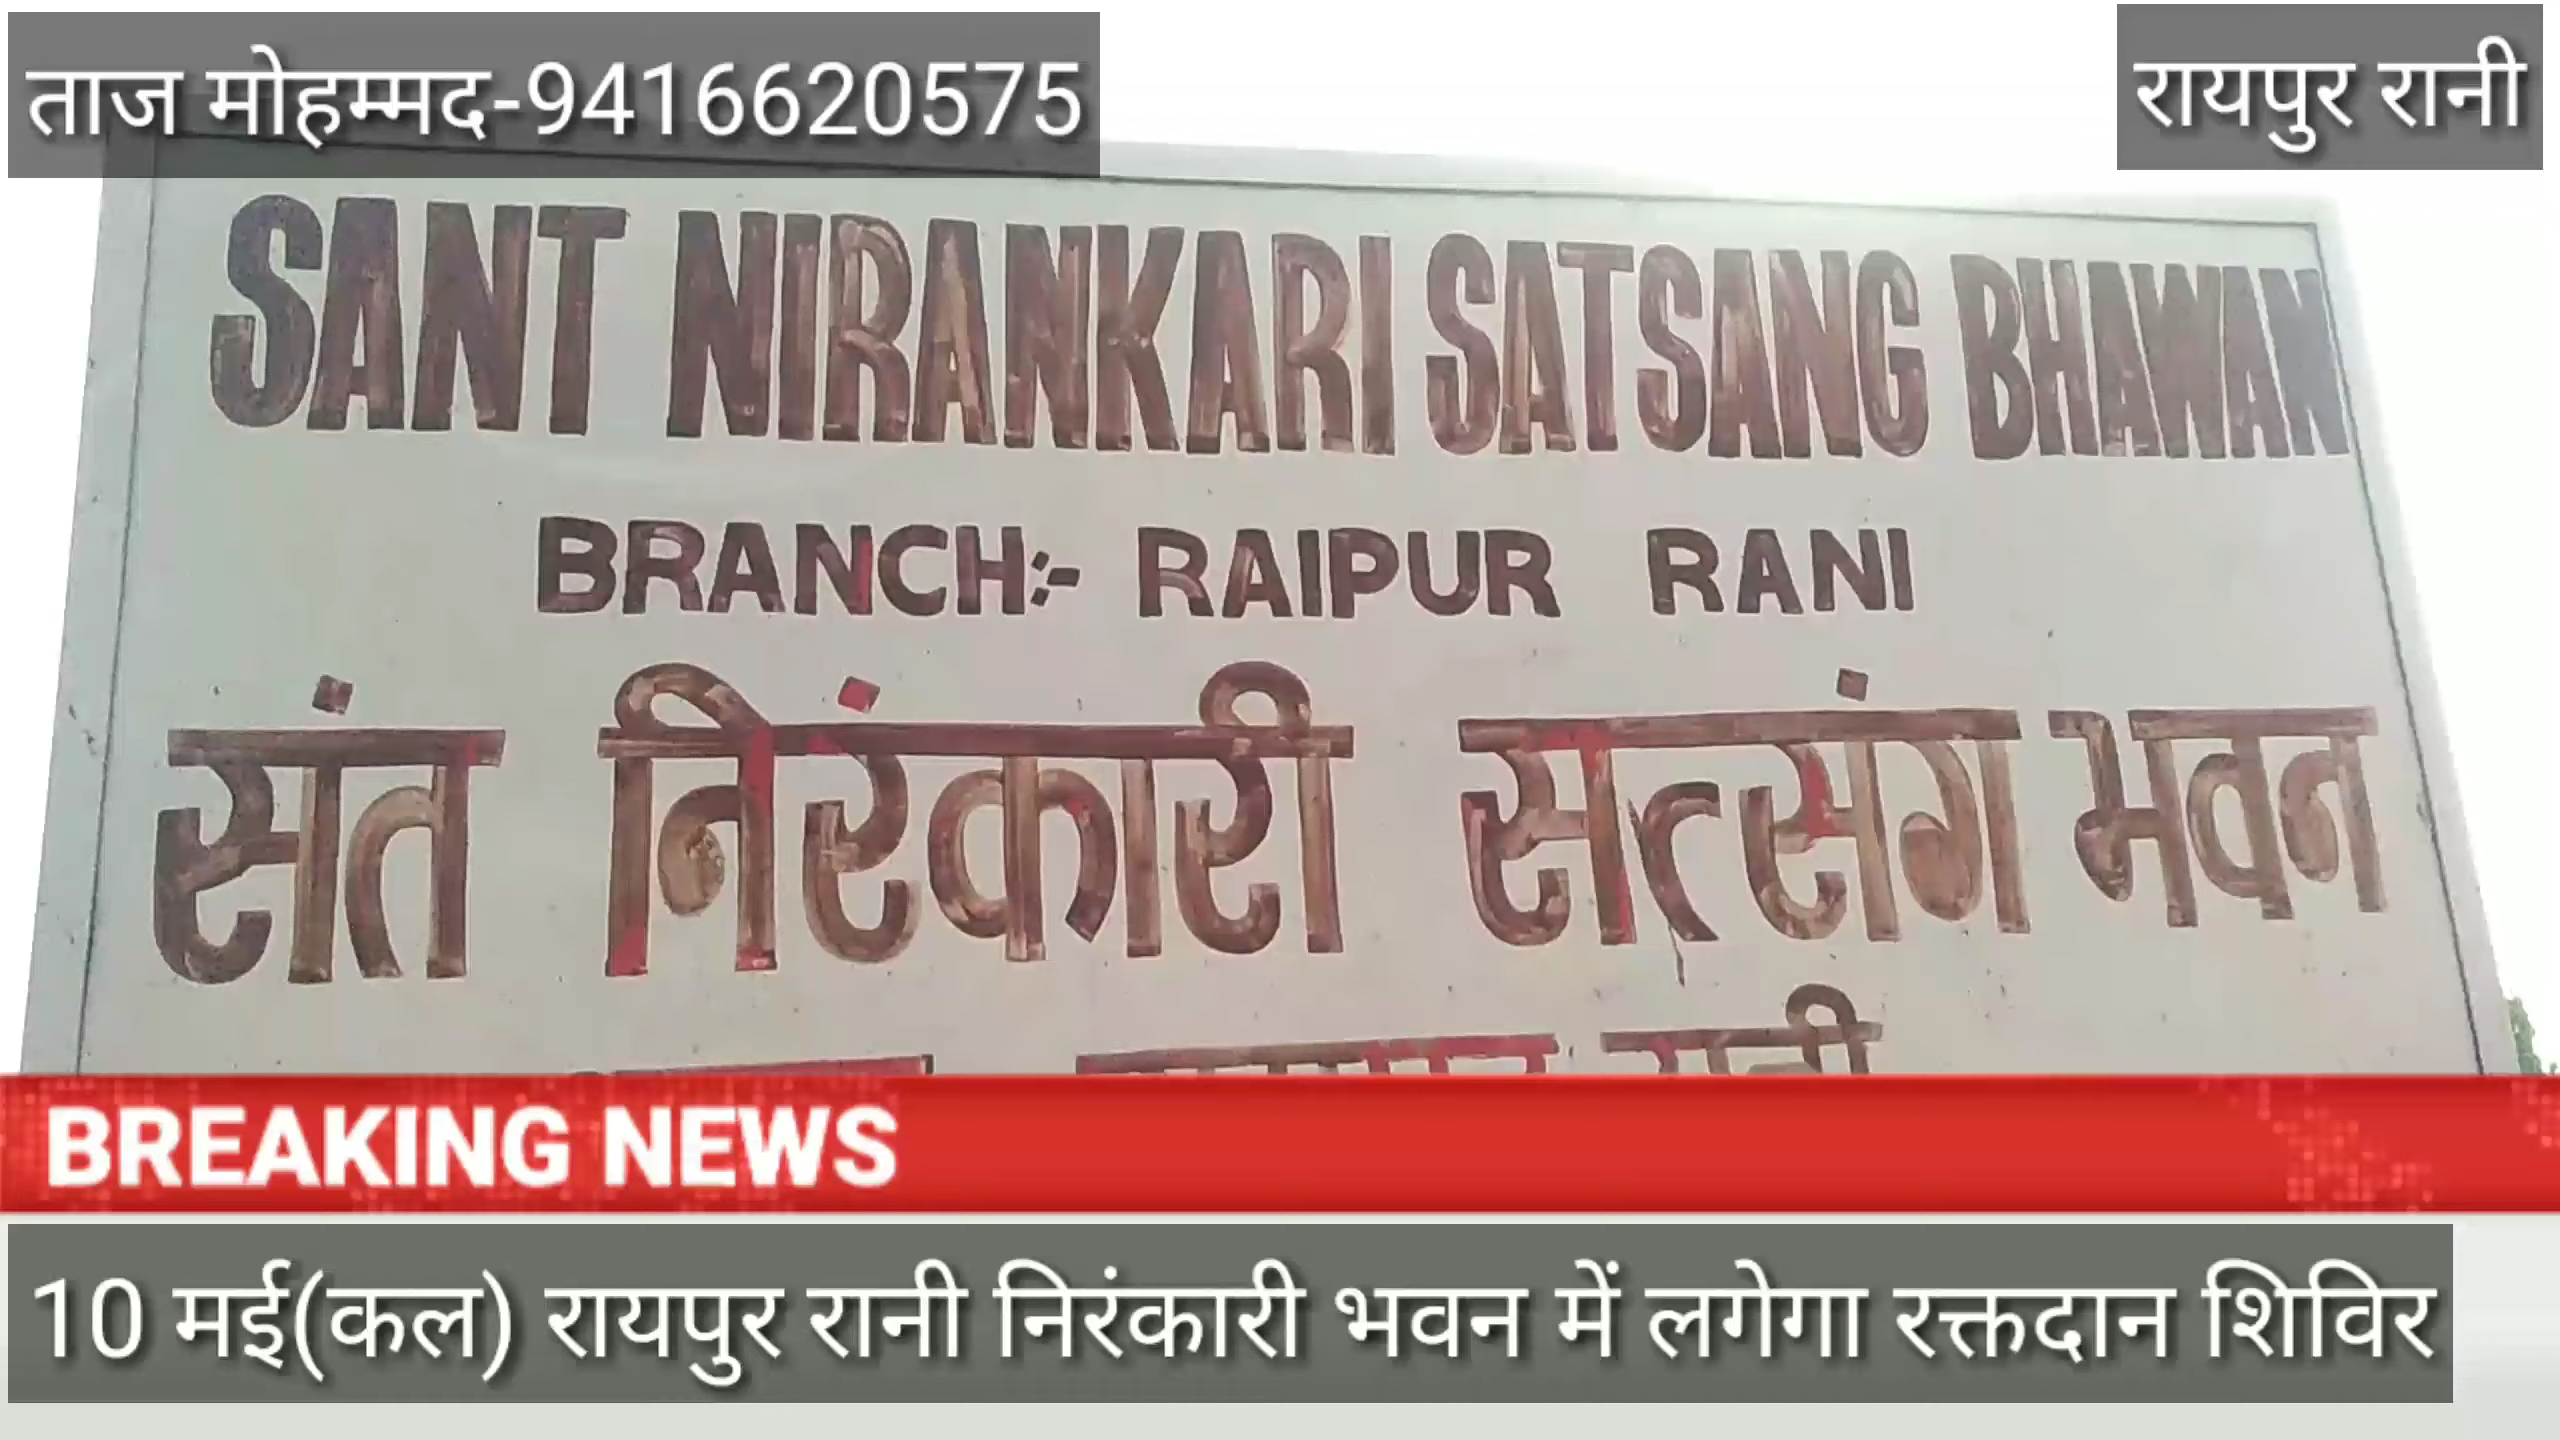 ताज मोहम्मद-9416620575
रायपुर रानी
SANT NIRANKARI SATSANG BHAWAN
BRANCH:- RAIPUR RANI
संत निरंकारी सत्संग भवन
BREAKING NEWS
10 मई(कल) रायपुर रानी निरंकारी भवन में लगेगा रक्तदान शिविर